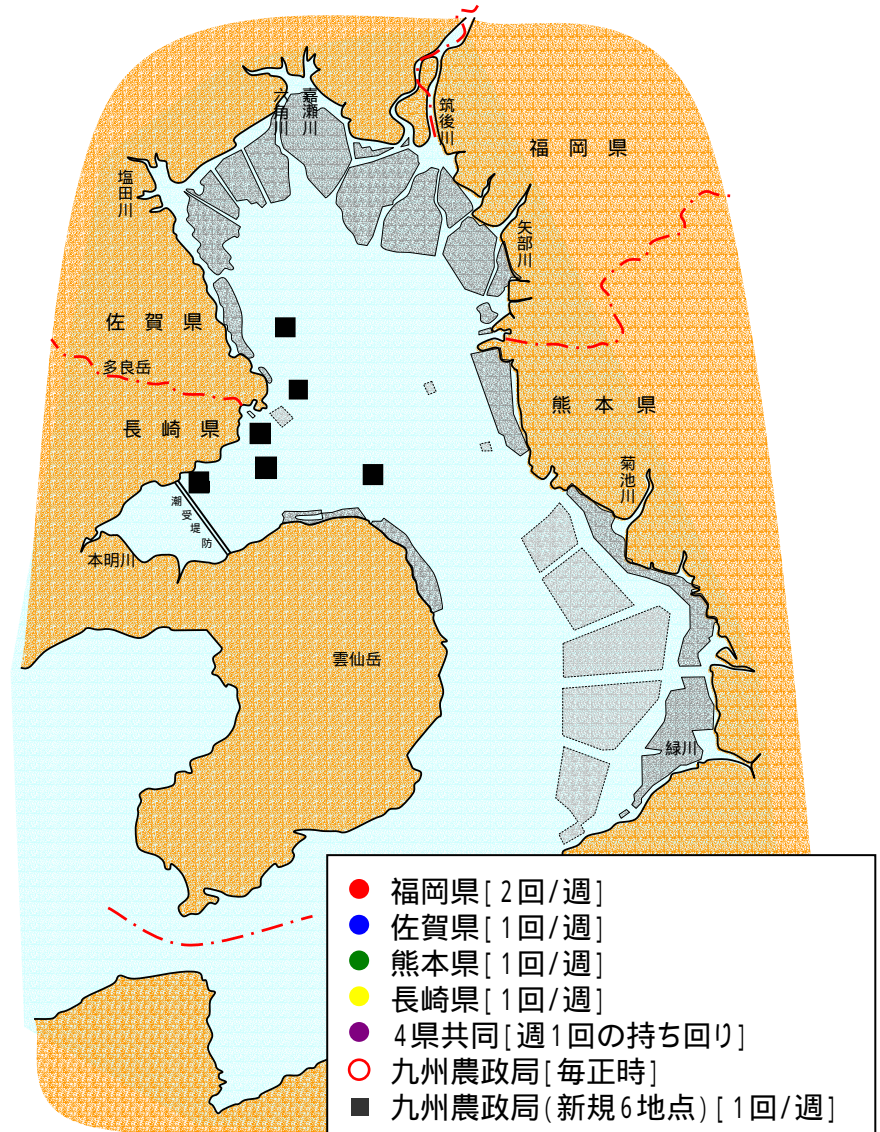 六角川
嘉瀬川
筑後川
福岡県
塩田川
矢部川
佐賀県
多良岳
長崎県
熊本県
菊池川
潮受堤防
本明川
雲仙岳
緑川
福岡県[2回/週]
佐賀県[1回/週]
熊本県[1回/週]
長崎県[1回/週]
4県共同[週1回の持ち回り]
九州農政局[毎正時]
九州農政局(新規6地点)[1回/週]